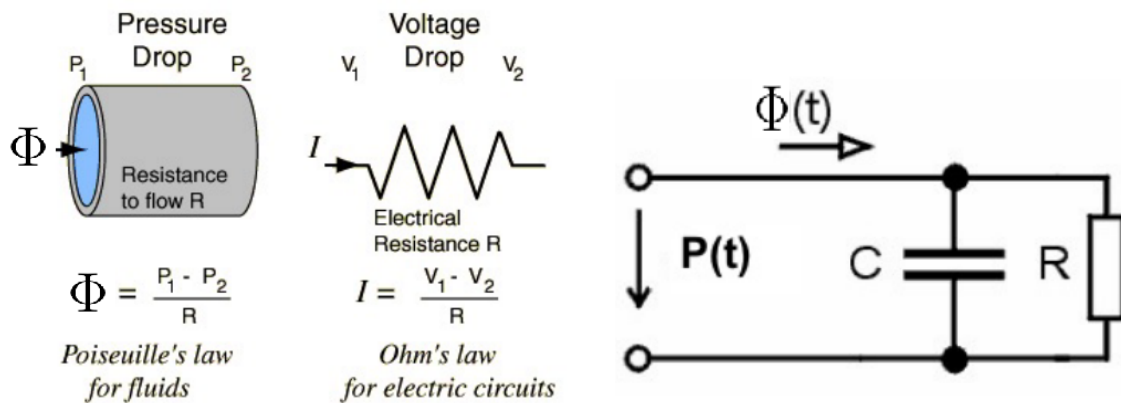 Pressure
Drop
P₁ P₂
Φ
Resistance
to flow R
Φ = P₁ - P₂ / R
Poiseuille's law
for fluids
Voltage
Drop
V₁ V₂
I
Electrical
Resistance R
I = V₁ - V₂ / R
Ohm's law
for electric circuits
Φ(t)
P(t)
C
R